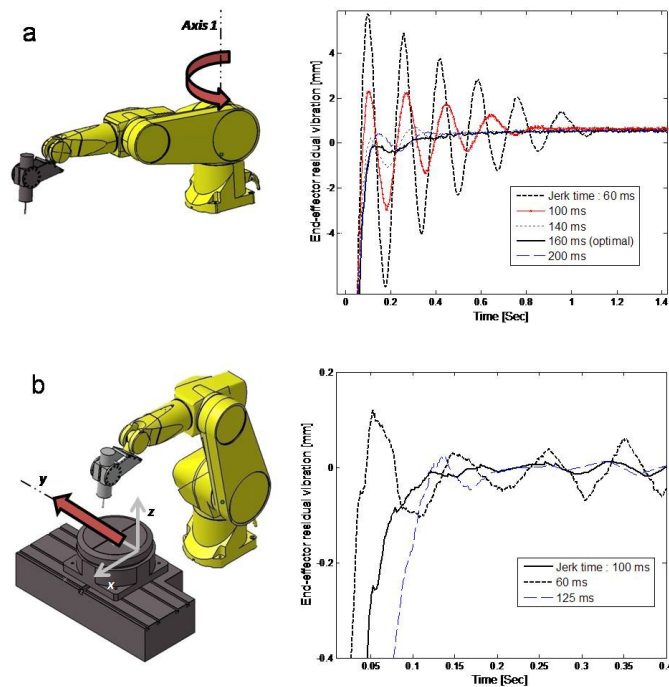 a
Axis 1
End-effector residual vibration [mm]
4
2
0
-2
-4
Jerk time : 60 ms
100 ms
140 ms
160 ms (optimal)
200 ms
0 0.2 0.4 0.6 0.8 1 1.2 1.4
Time [Sec]
b
y
z
x
End-effector residual vibration [mm]
0.2
0
-0.2
-0.4
Jerk time : 100 ms
60 ms
125 ms
0.05 0.1 0.15 0.2 0.25 0.3 0.35 0.4
Time [Sec]